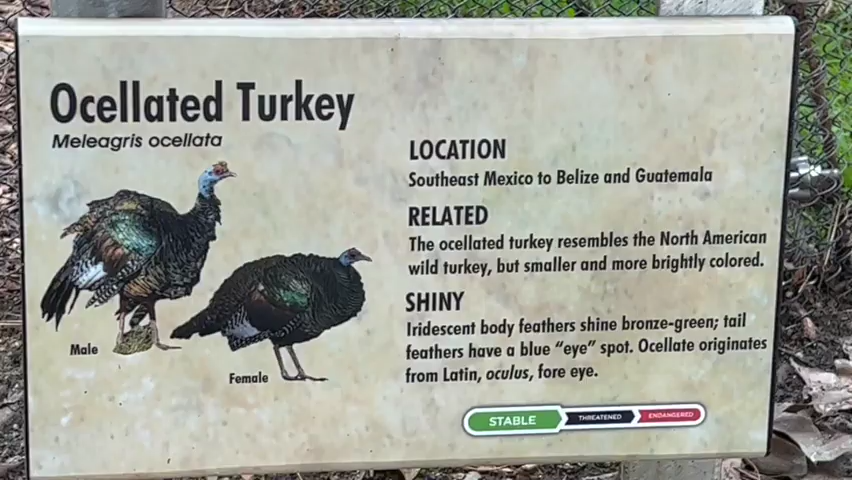 Ocellated Turkey
Meleagris ocellata
LOCATION
Southeast Mexico to Belize and Guatemala
RELATED
The ocellated turkey resembles the North American
wild turkey, but smaller and more brightly colored.
SHINY
Iridescent body feathers shine bronze-green; tail
feathers have a blue “eye” spot. Ocellate originates
from Latin, oculus, fore eye.
Male
Female
STABLE THREATENED ENDANGERED